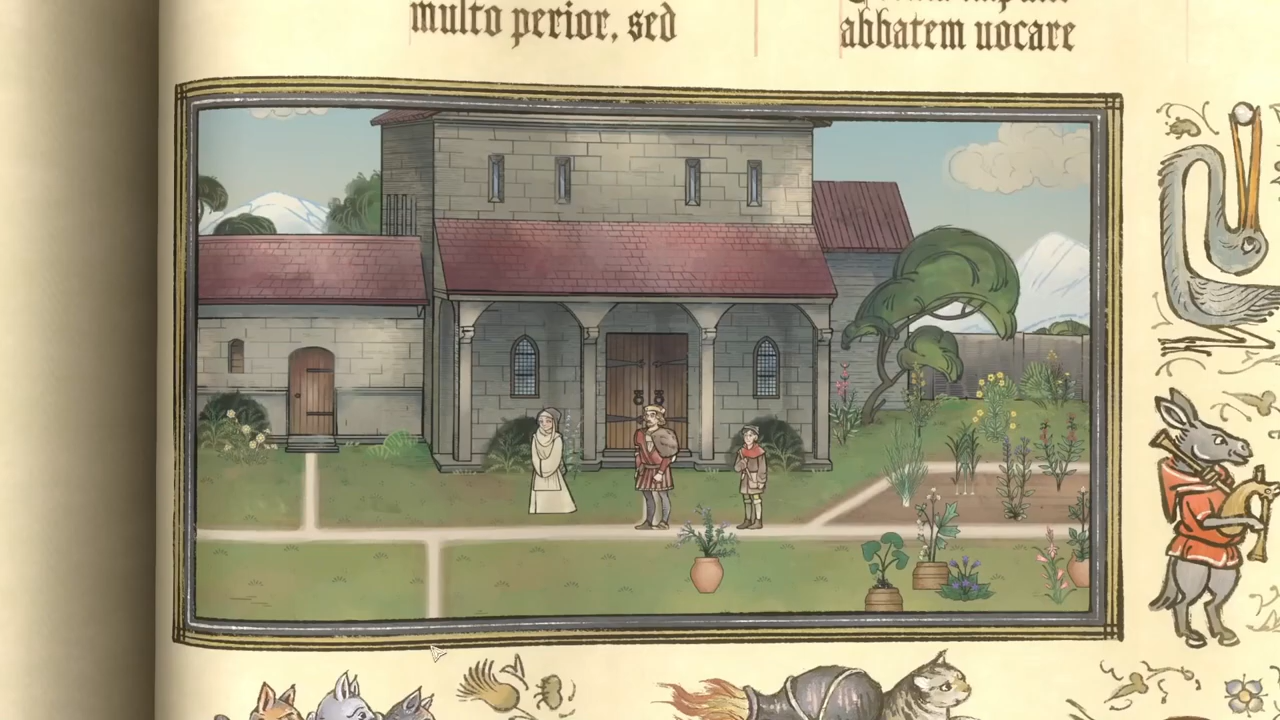 multo perior, sed
abbatem uocare